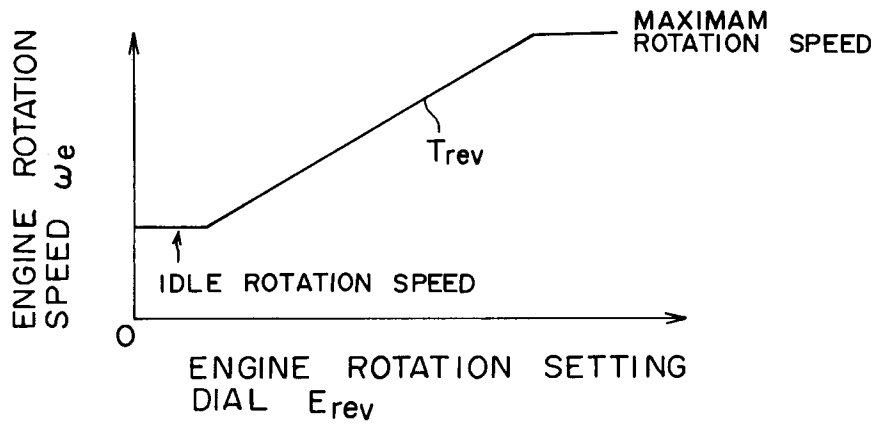 MAXIMAM
ROTATION SPEED
ENGINE ROTATION
SPEED ωe
Trev
IDLE ROTATION SPEED
O
ENGINE ROTATION SETTING
DIAL Erev